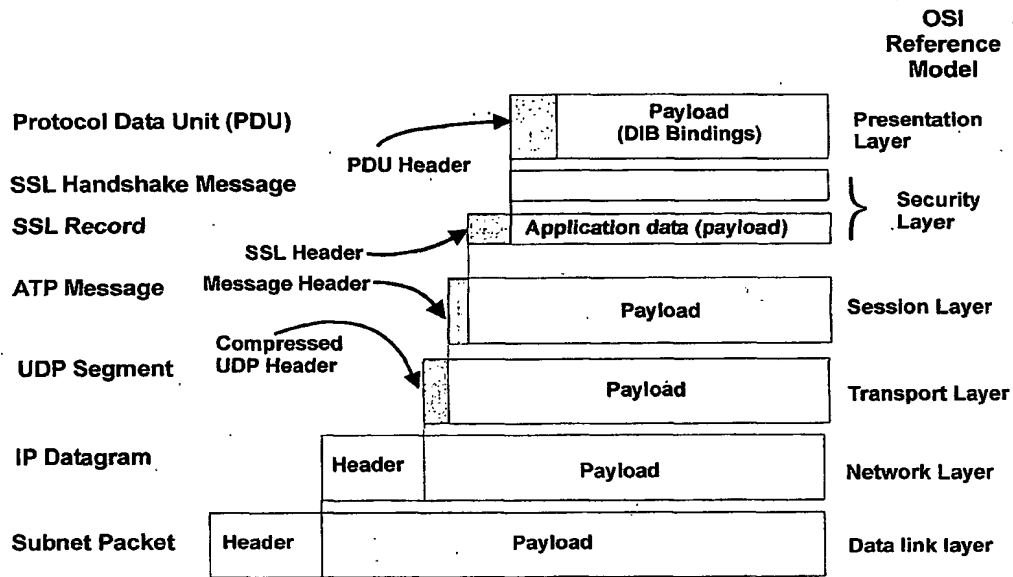 OSI
Reference
Model
Protocol Data Unit (PDU)
Payload
(DIB Bindings)
Presentation
Layer
PDU Header
SSL Handshake Message
Security
Layer
SSL Record
Application data (payload)
SSL Header
ATP Message
Message Header
Payload
Session Layer
Compressed
UDP Header
UDP Segment
Payload
Transport Layer
IP Datagram
Header
Payload
Network Layer
Subnet Packet
Header
Payload
Data link layer